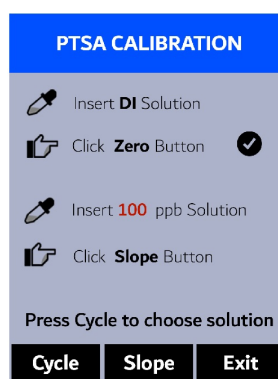 PTSA CALIBRATION
Insert DI Solution
Click Zero Button
Insert 100 ppb Solution
Click Slope Button
Press Cycle to choose solution
Cycle Slope Exit